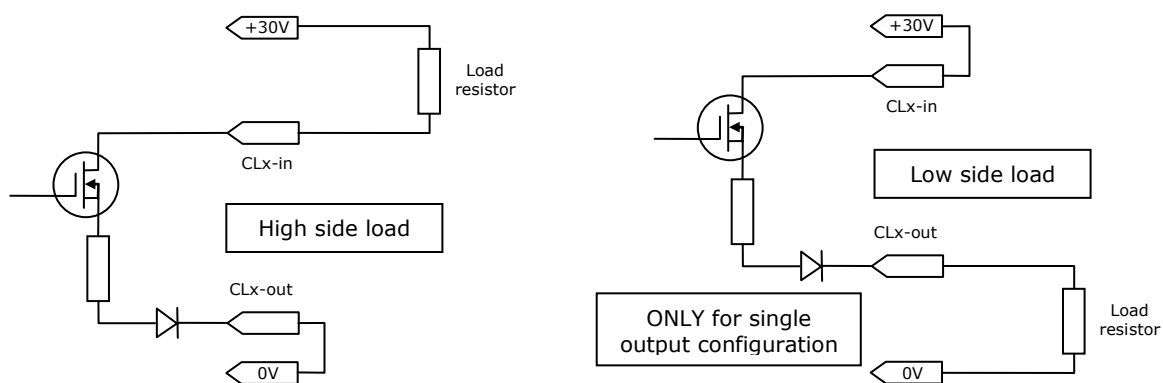 +30V
Load
resistor
CLx-in
High side load
CLx-out
0V
+30V
CLx-in
Low side load
CLx-out
ONLY for single
output configuration
Load
resistor
0V